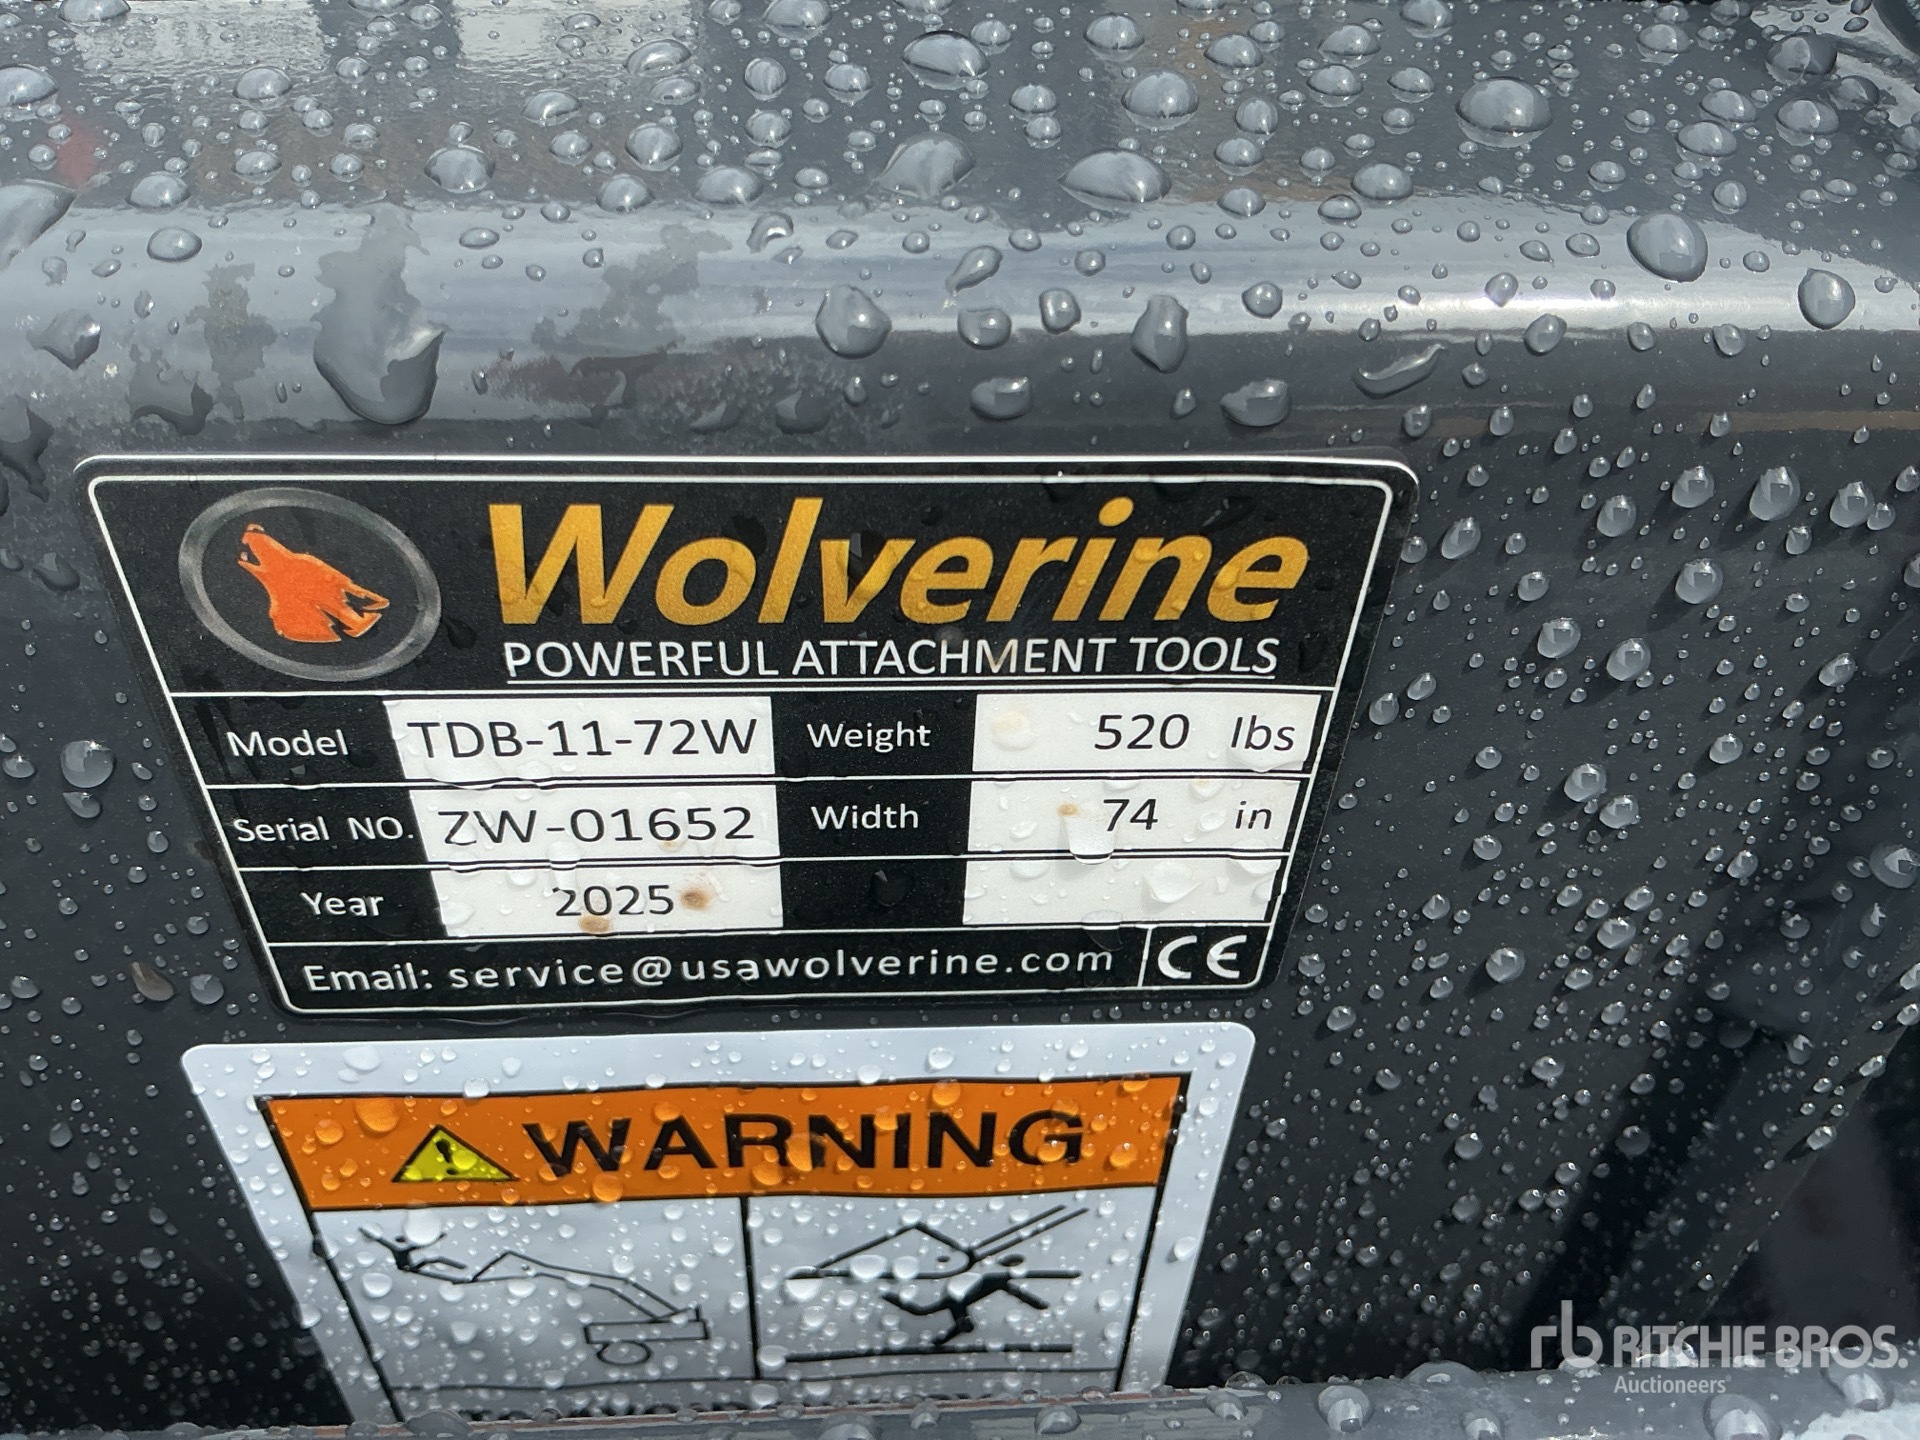 Wolverine
POWERFUL ATTACHMENT TOOLS
Model TDB-11-72W Weight 520 lbs
Serial NO. ZW-01652 Width 74 in
Year 2025
Email: service@usawolverine.com CE
WARNING
rb RITCHIE BROS.
Auctioneers